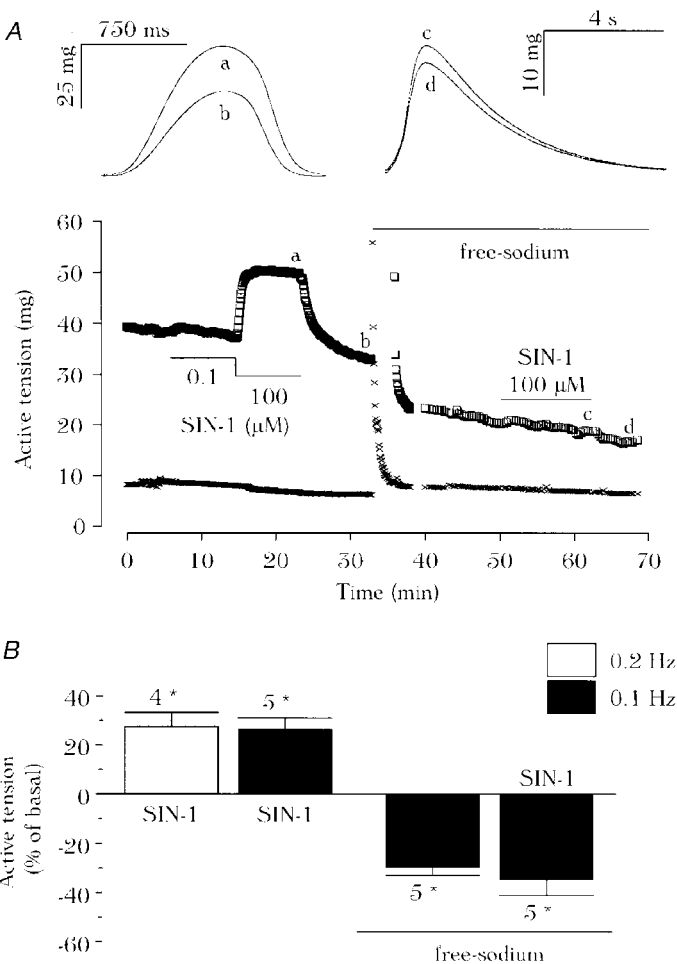 A
750 ms
25 mg
a
b
c
d
4 s
10 mg
60
50
40
30
20
10
0
Active tension (mg)
a
b
0.1
100
SIN-1 (µM)
free-sodium
SIN-1
100 µM
c
d
0 10 20 30 40 50 60 70
Time (min)
B
0.2 Hz
0.1 Hz
40
20
0
-20
-40
-60
Active tension
(% of basal)
4 *
5 *
SIN-1
SIN-1
SIN-1
5 *
5 *
free-sodium